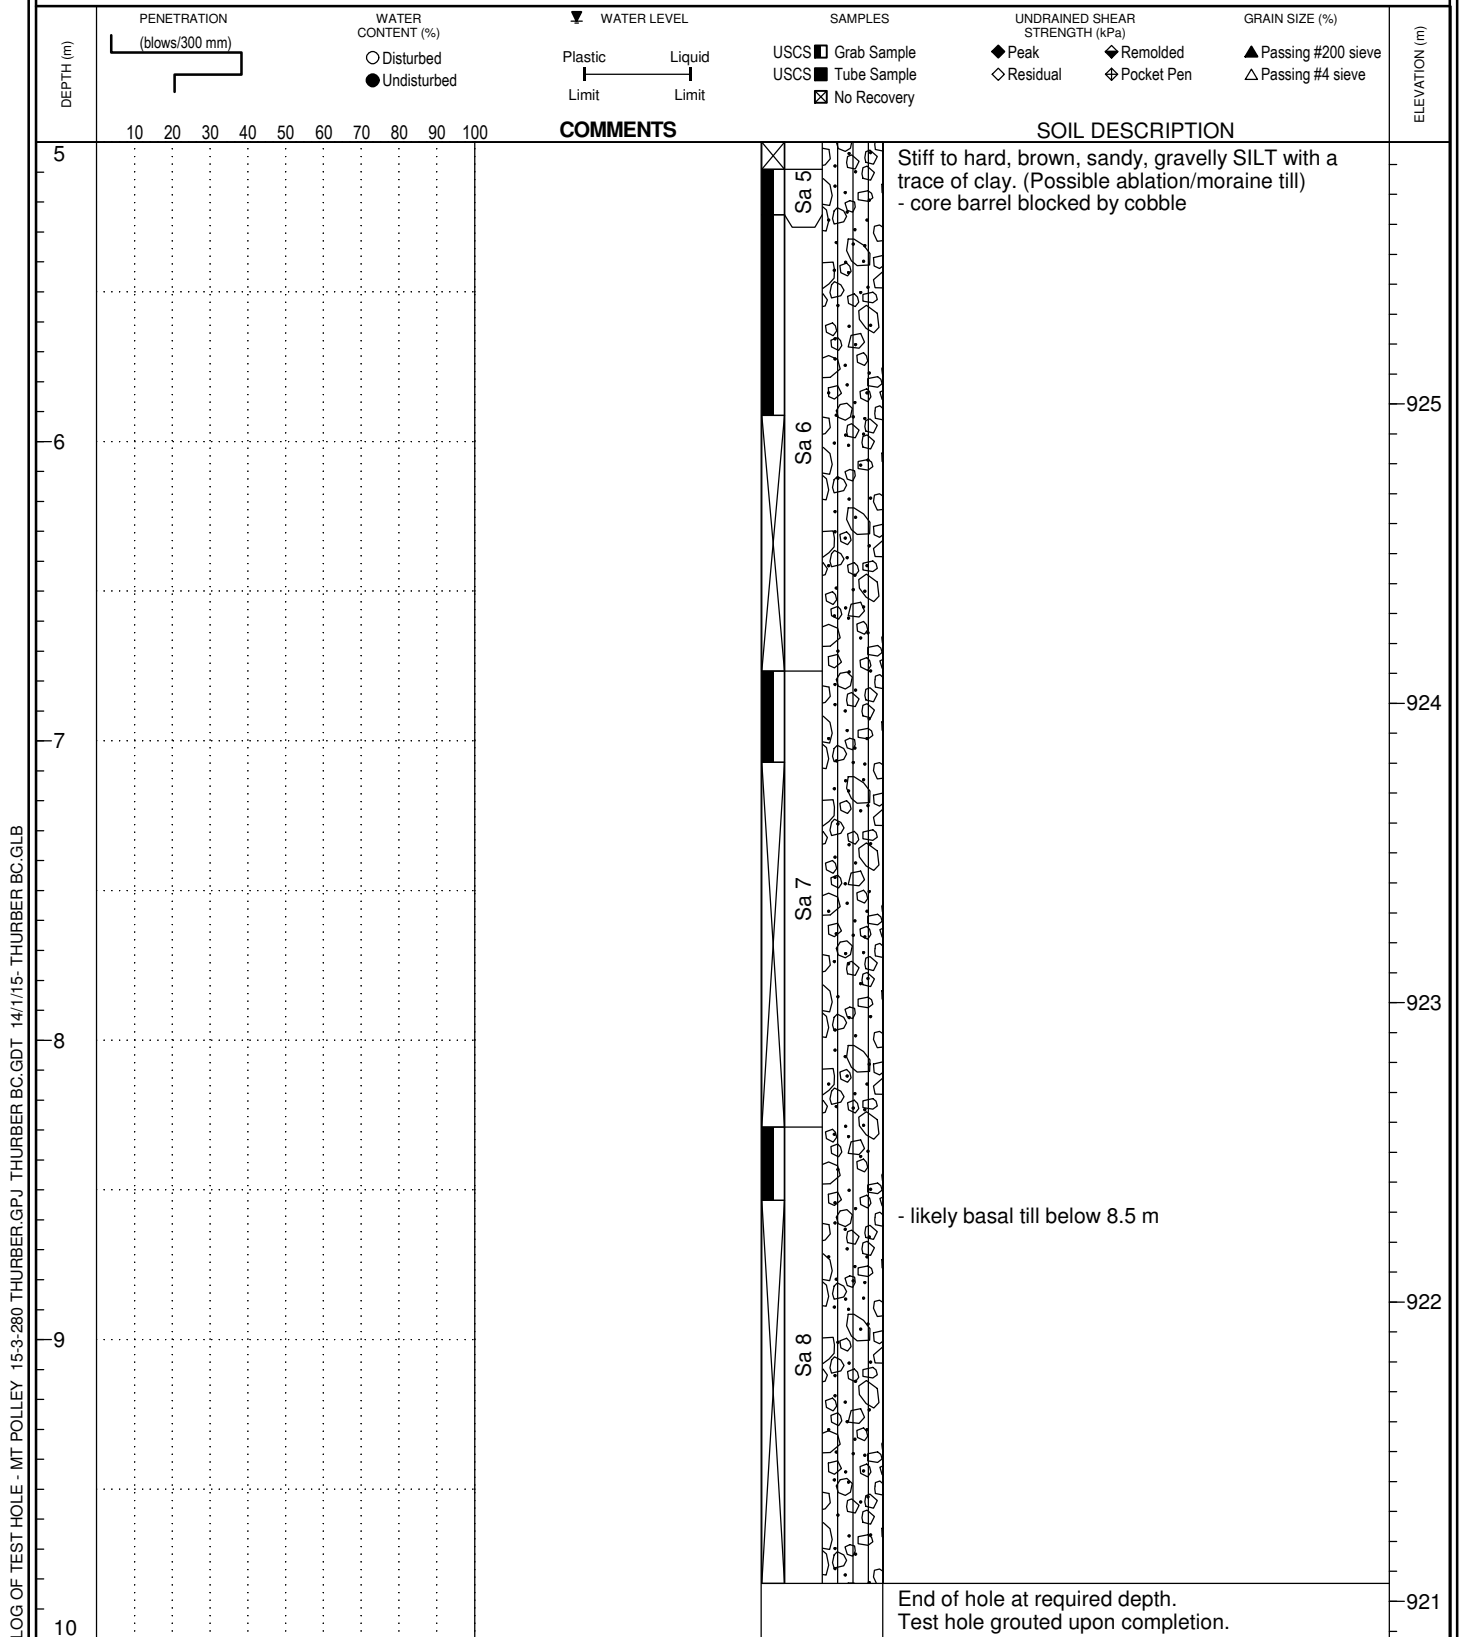 DEPTH (m)
PENETRATION
(blows/300 mm)
WATER
CONTENT (%)
Disturbed
Undisturbed
WATER LEVEL
Plastic Liquid
Limit Limit
SAMPLES
USCS Grab Sample
USCS Tube Sample
No Recovery
UNDRAINED SHEAR
STRENGTH (kPa)
Peak Remolded
Residual Pocket Pen
GRAIN SIZE (%)
Passing #200 sieve
Passing #4 sieve
ELEVATION (m)
10 20 30 40 50 60 70 80 90 100
COMMENTS
SOIL DESCRIPTION
5
Sa 5
Stiff to hard, brown, sandy, gravelly SILT with a
trace of clay. (Possible ablation/moraine till)
- core barrel blocked by cobble
925
6
Sa 6
924
7
Sa 7
923
8
- likely basal till below 8.5 m
922
9
Sa 8
End of hole at required depth.
Test hole grouted upon completion.
921
10
LOG OF TEST HOLE - MT POLLEY 15-3-280 THURBER.GPJ THURBER BC.GDT 14/1/15- THURBER BC.GLB